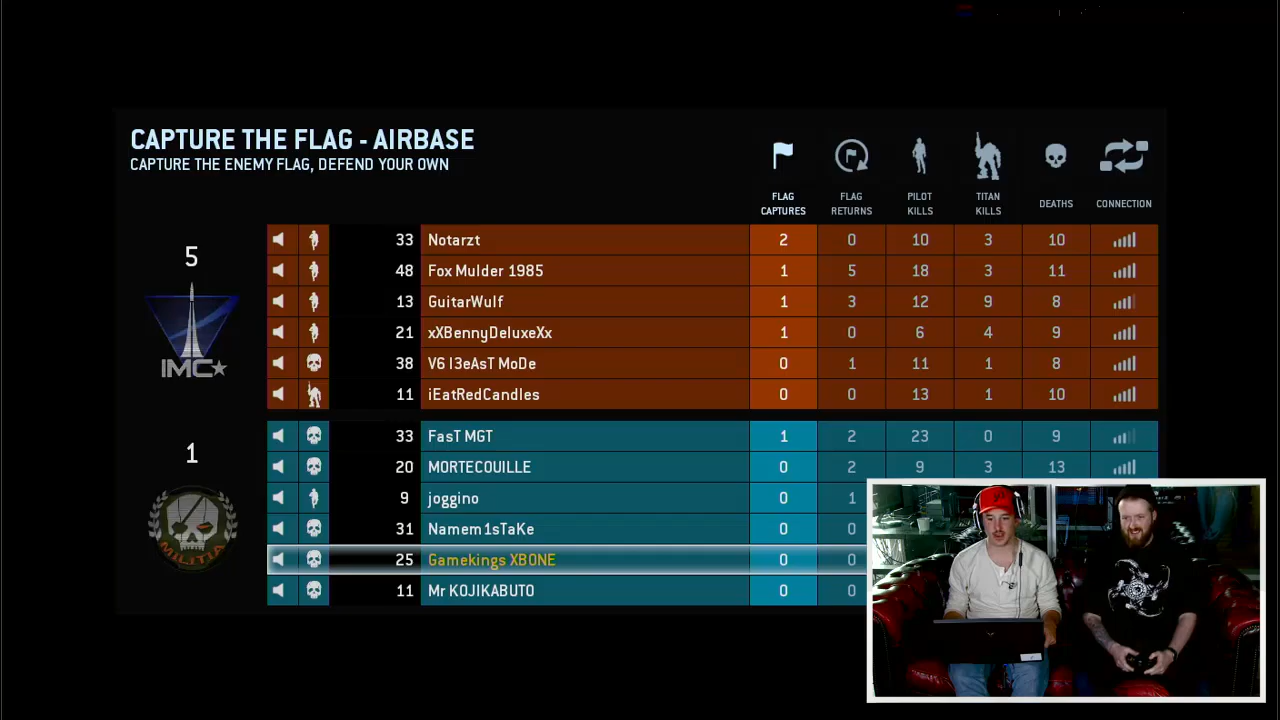 CAPTURE THE FLAG - AIRBASE
CAPTURE THE ENEMY FLAG, DEFEND YOUR OWN
FLAG CAPTURES FLAG RETURNS PILOT KILLS TITAN KILLS DEATHS CONNECTION
5
IMC
33 Notarzt 2 0 10 3 10
48 Fox Mulder 1985 1 5 18 3 11
13 GuitarWulf 1 3 12 9 8
21 xXBennyDeluxeXx 1 0 6 4 9
38 V6 l3eAsT MoDe 0 1 11 1 8
11 iEatRedCandles 0 0 13 1 10
1
MILITIA
33 FasT MGT 1 2 23 0 9
20 MORTECOUILLE 0 2 9 3 13
9 joggino 0 1
31 Namem1sTaKe 0 0
25 Gamekings XBONE 0 0
11 Mr KOJIKABUTO 0 0